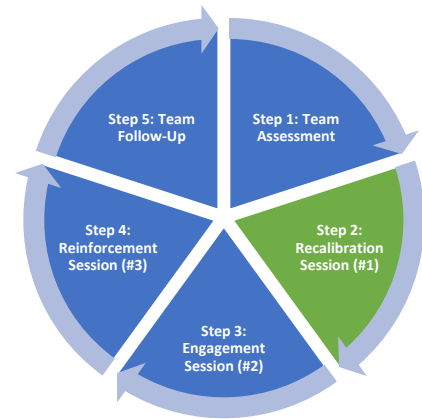 Step 1: Team
Assessment
Step 2:
Recalibration
Session (#1)
Step 3:
Engagement
Session (#2)
Step 4:
Reinforcement
Session (#3)
Step 5: Team
Follow-Up